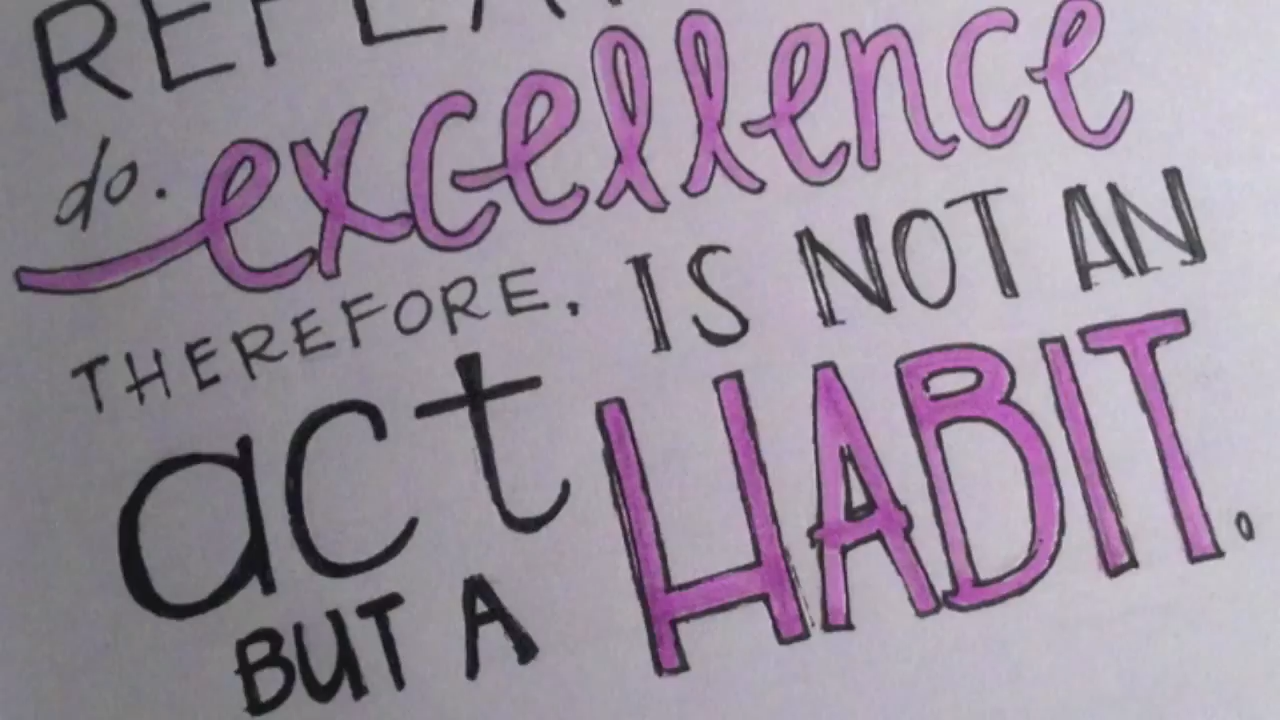 do. excellence
THEREFORE, IS NOT AN
act
BUT A HABIT.